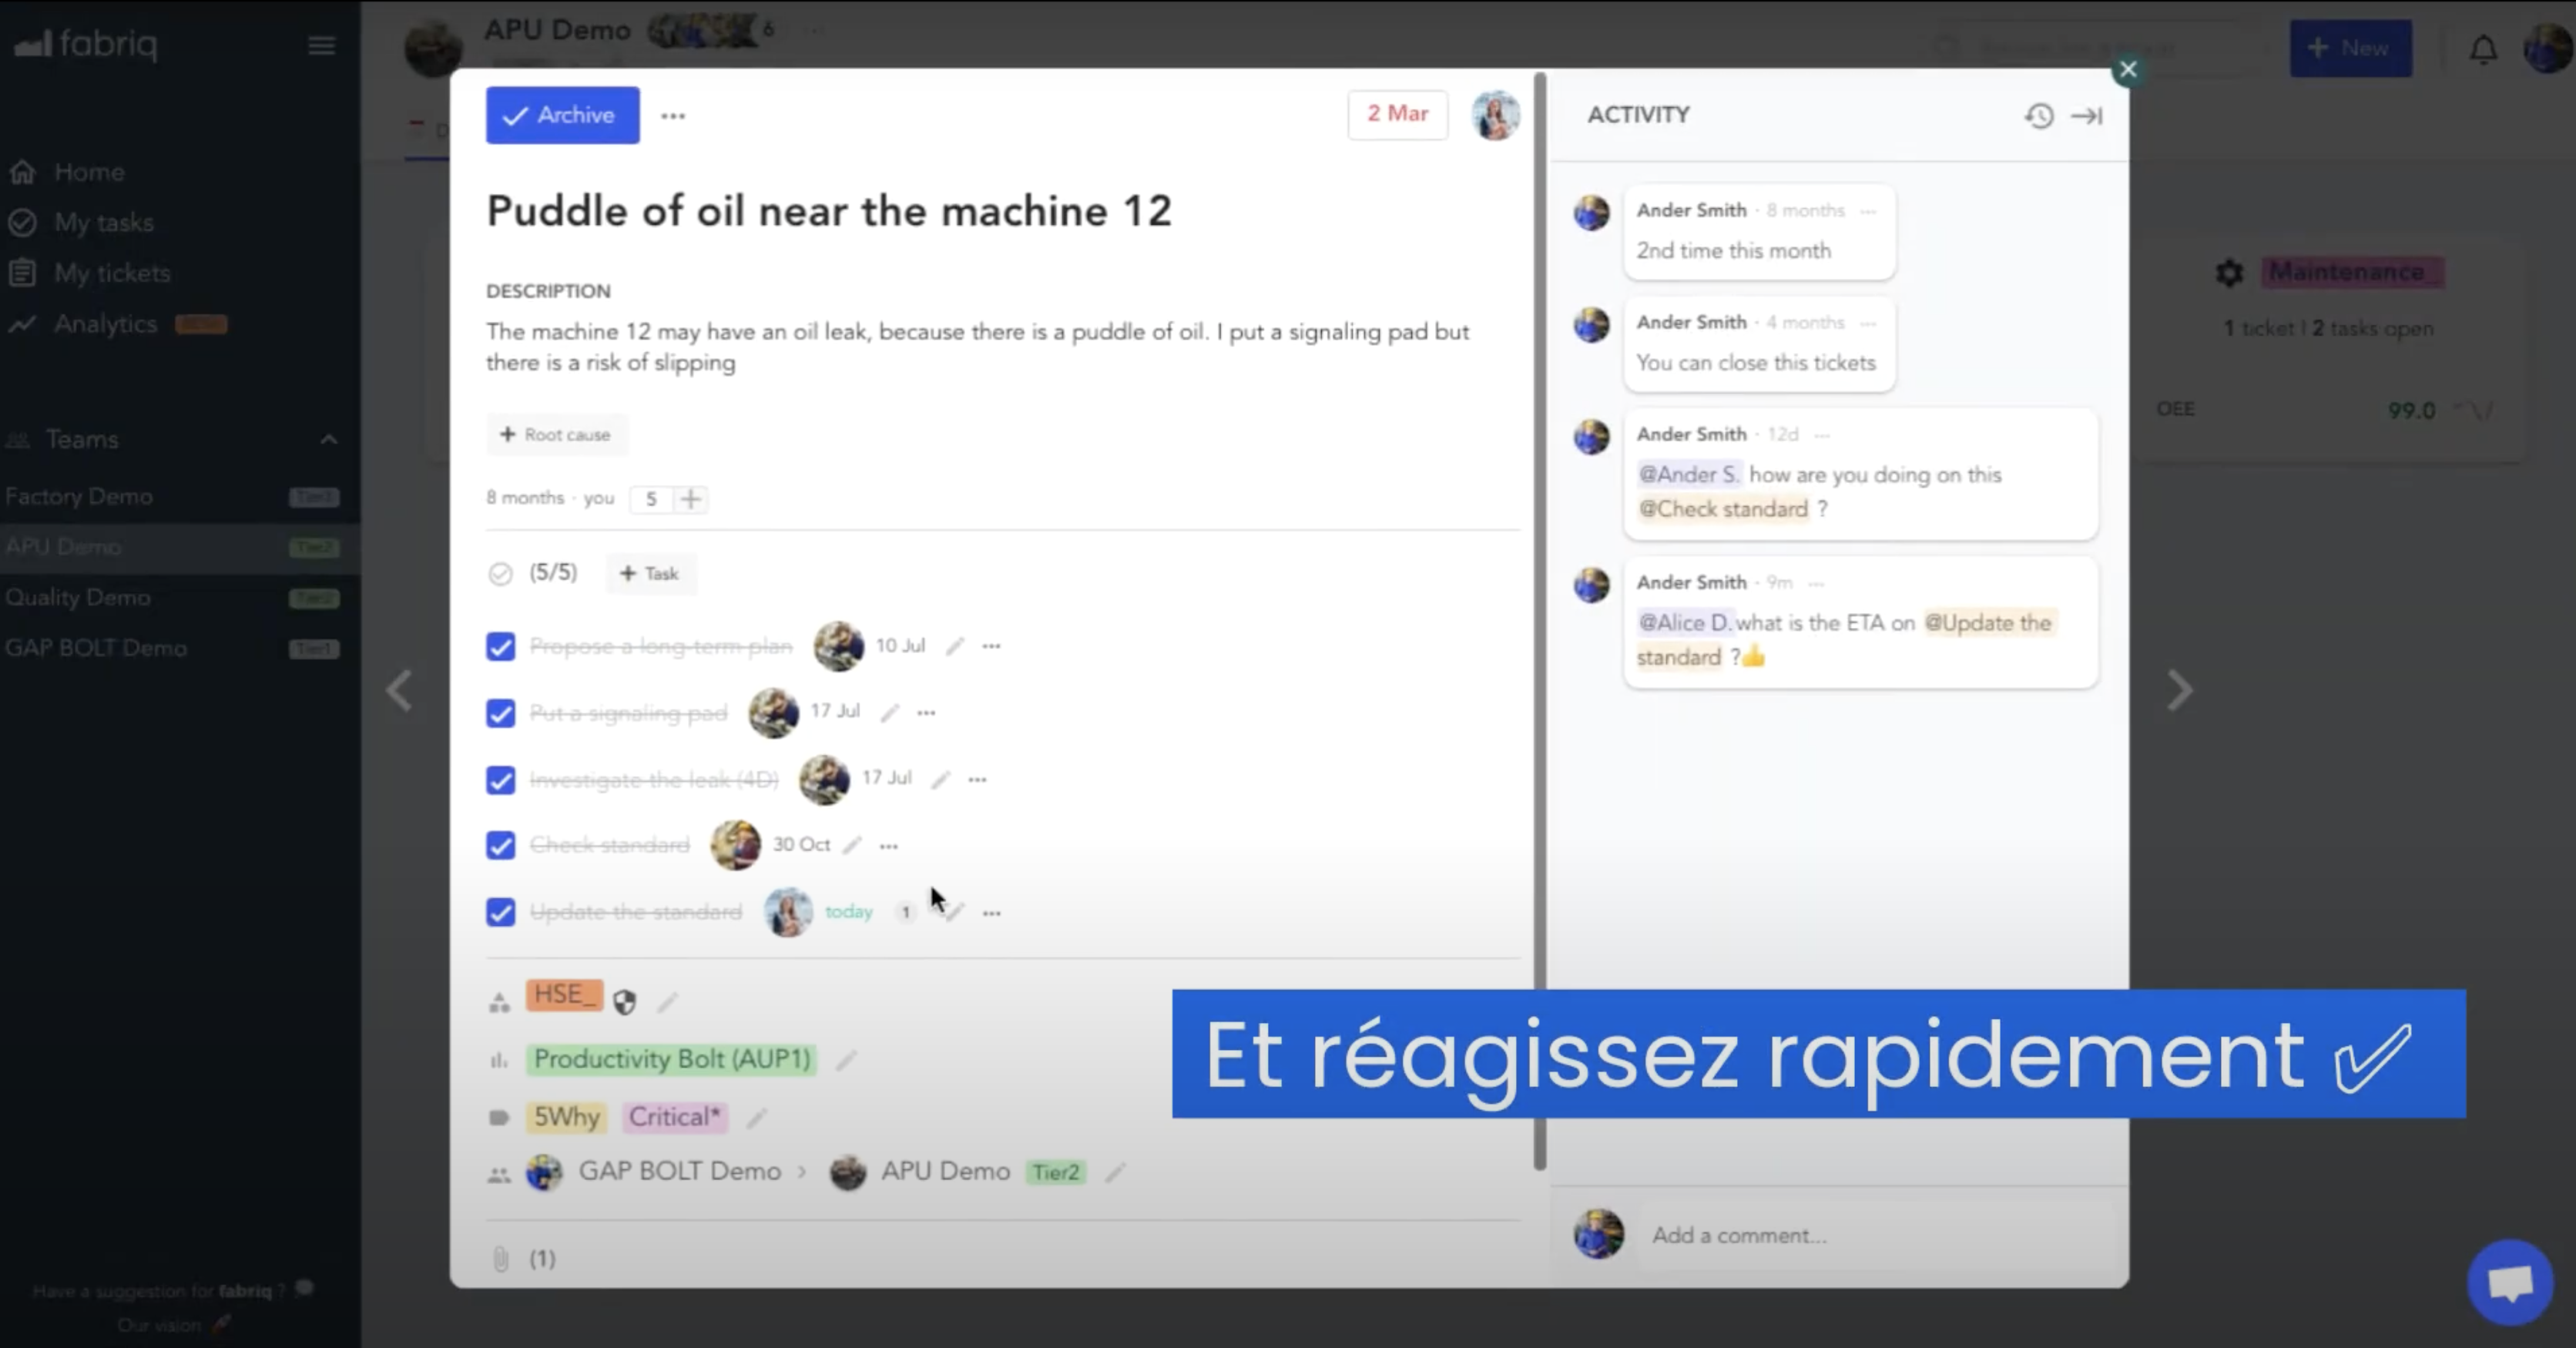 fabriq
Home
My tasks
My tickets
Analytics
Teams
Factory Demo
APU Demo Tier2
Quality Demo Tier2
GAP BOLT Demo Tier1
Have a suggestion for fabriq ?
Our vision 🚀
APU Demo 6
+ New
Archive ...
2 Mar
Puddle of oil near the machine 12
DESCRIPTION
The machine 12 may have an oil leak, because there is a puddle of oil. I put a signaling pad but
there is a risk of slipping
+ Root cause
8 months · you 5 +
(5/5) + Task
Propose a long-term plan 10 Jul ...
Put a signaling pad 17 Jul ...
Investigate the leak (4D) 17 Jul ...
Check standard 30 Oct ...
Update the standard today 1 ...
HSE_
Productivity Bolt (AUP1)
5Why Critical*
GAP BOLT Demo > APU Demo Tier2
(1)
ACTIVITY
Ander Smith · 8 months ...
2nd time this month
Ander Smith · 4 months ...
You can close this tickets
Ander Smith · 12d ...
@Ander S. how are you doing on this
@Check standard ?
Ander Smith · 9m ...
@Alice D. what is the ETA on @Update the
standard ?👍
Add a comment...
Maintenance_
1 ticket | 2 tasks open
OEE 99.0
Et réagissez rapidement ✅